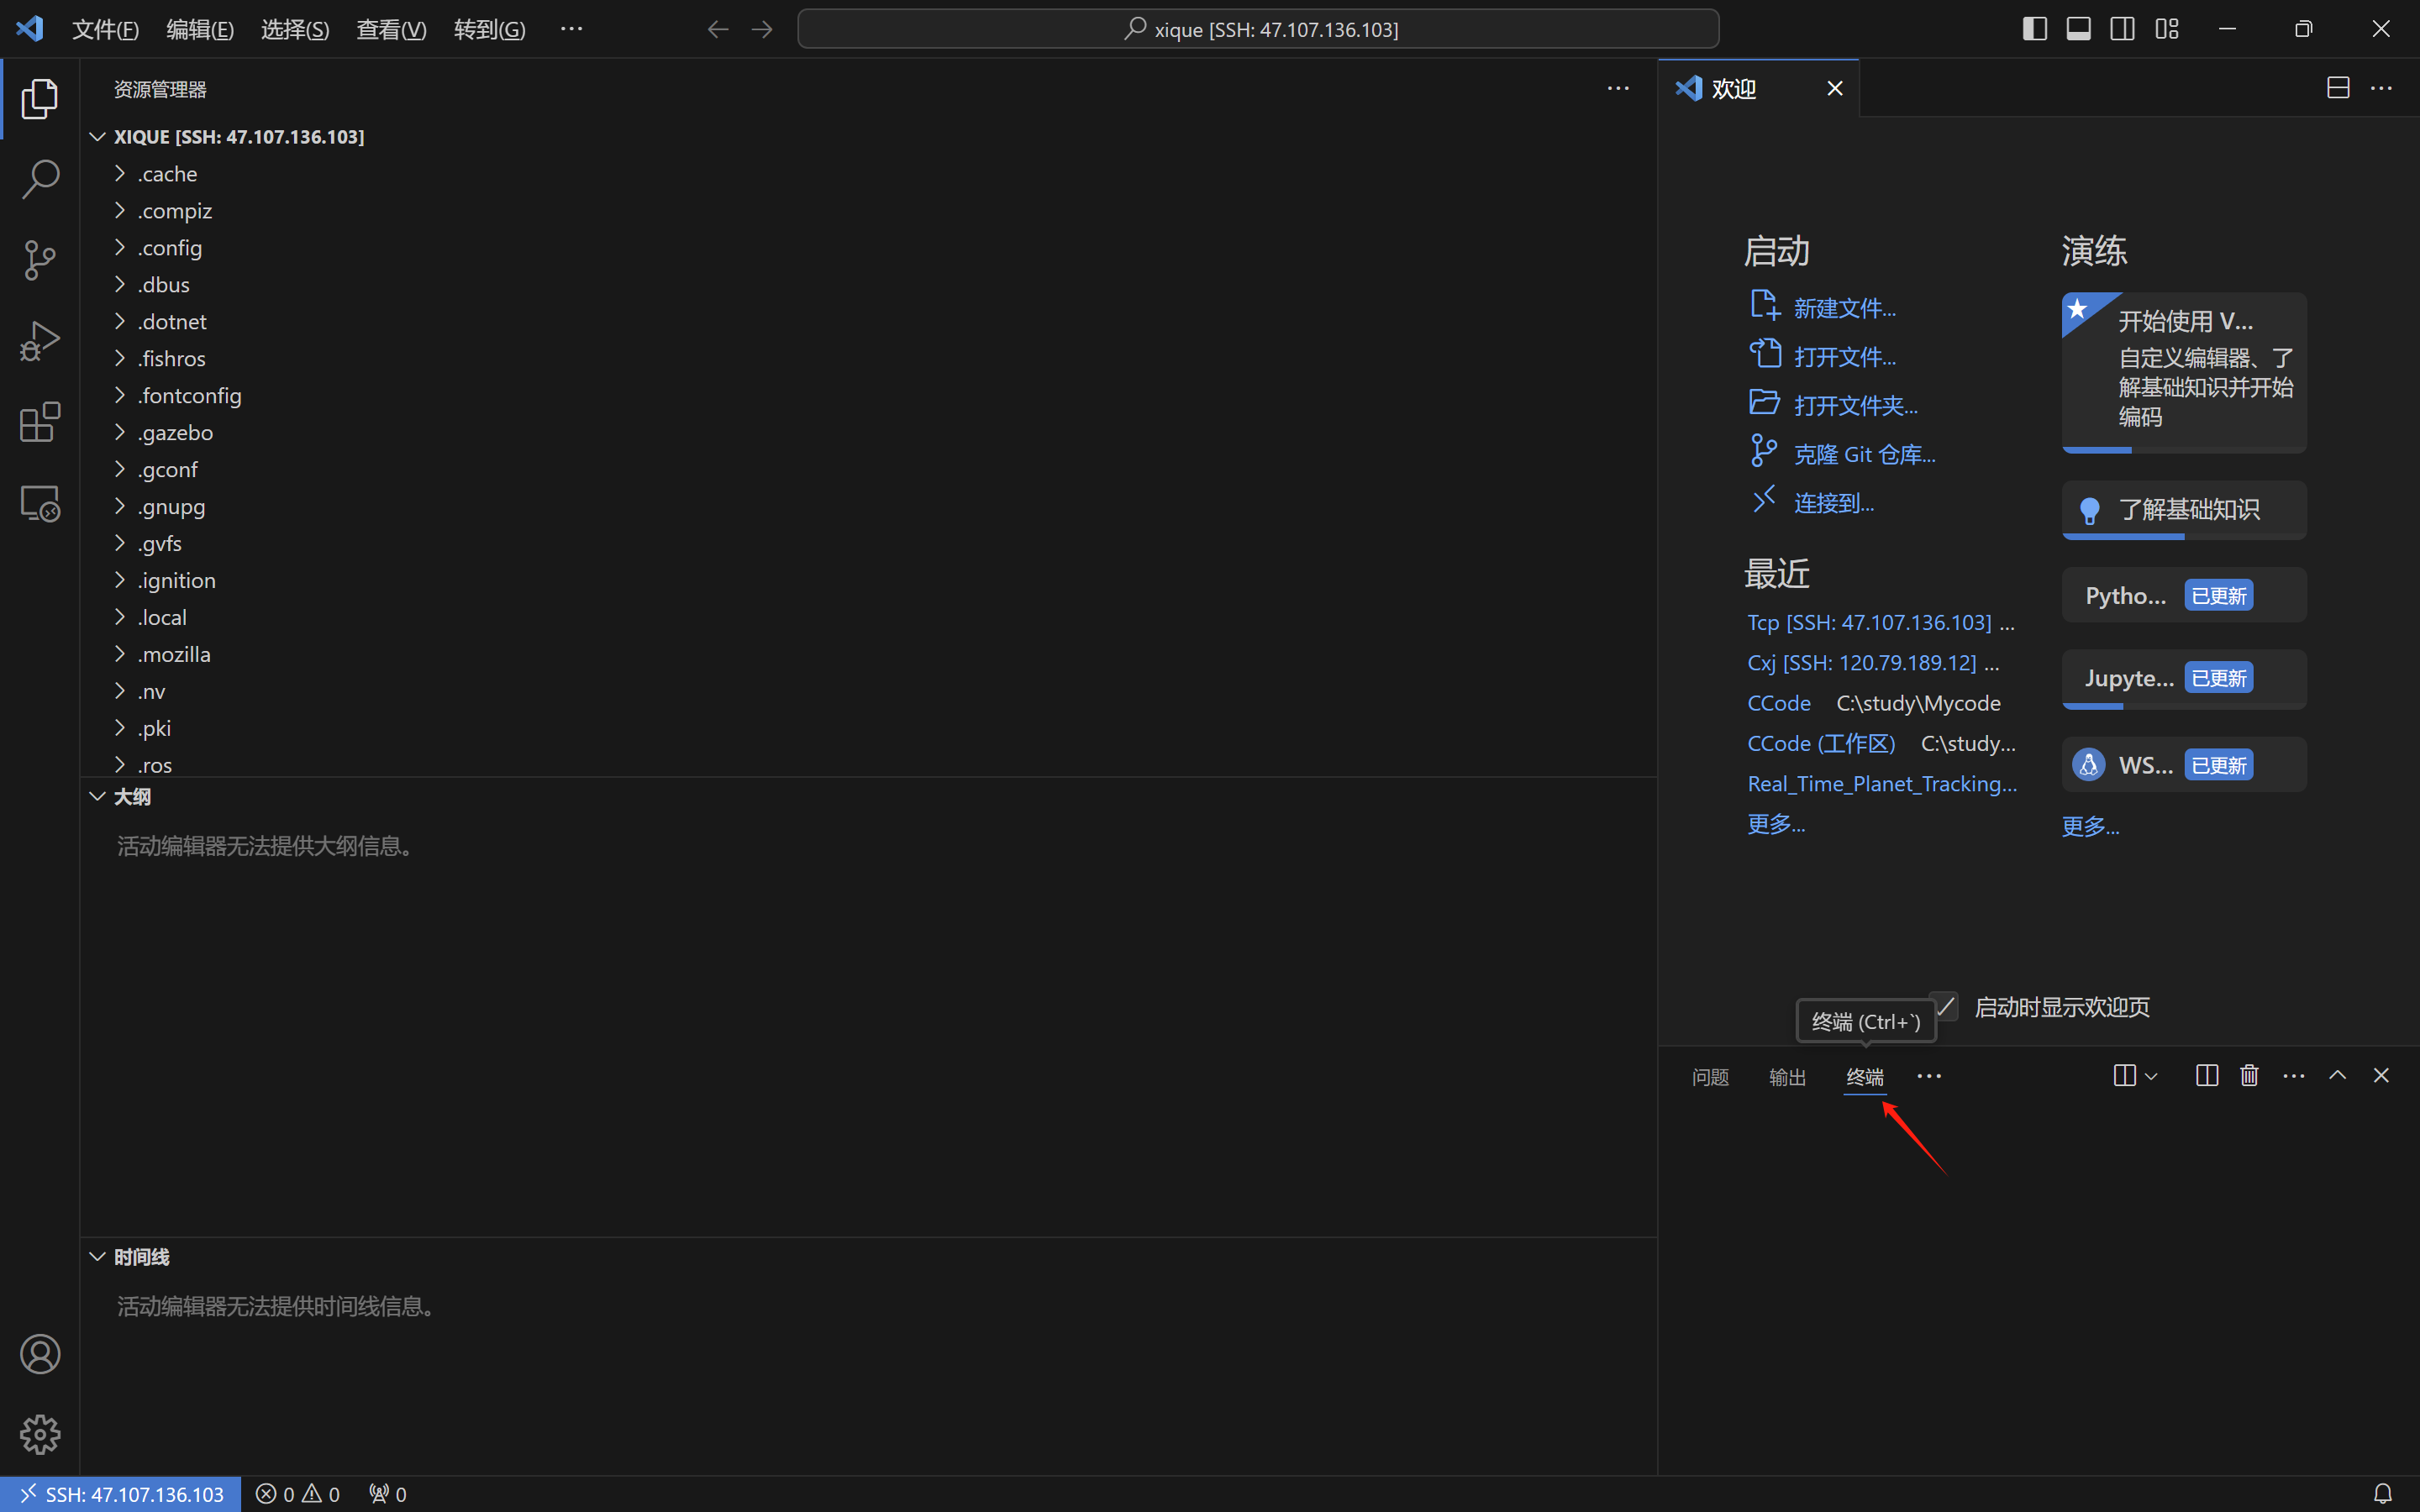 文件(F) 编辑(E) 选择(S) 查看(V) 转到(G) ···
xique [SSH: 47.107.136.103]
资源管理器
XIQUE [SSH: 47.107.136.103]
.cache
.compiz
.config
.dbus
.dotnet
.fishros
.fontconfig
.gazebo
.gconf
.gnupg
.gvfs
.ignition
.local
.mozilla
.nv
.pki
.ros
大纲
活动编辑器无法提供大纲信息。
时间线
活动编辑器无法提供时间线信息。
欢迎
启动
新建文件...
打开文件...
打开文件夹...
克隆 Git 仓库...
连接到...
最近
Tcp [SSH: 47.107.136.103] ...
Cxj [SSH: 120.79.189.12] ...
CCode C:\study\Mycode
CCode (工作区) C:\study...
Real_Time_Planet_Tracking...
更多...
演练
开始使用 V...
自定义编辑器、了
解基础知识并开始
编码
了解基础知识
Pytho... 已更新
Jupyte... 已更新
WS... 已更新
更多...
启动时显示欢迎页
终端 (Ctrl+`)
问题 输出 终端 ···
SSH: 47.107.136.103 0 0 0